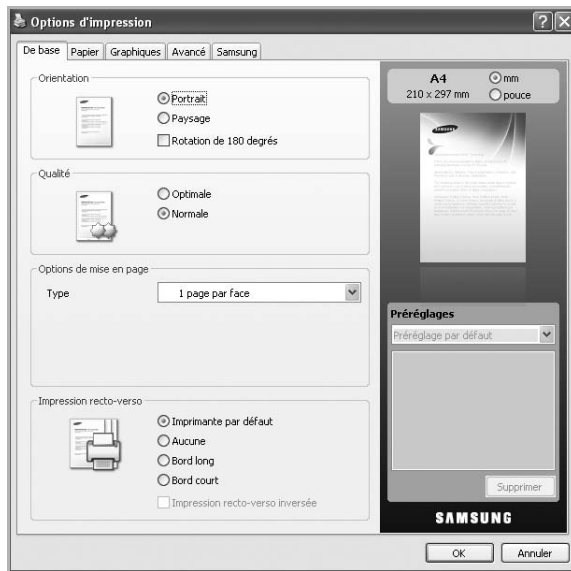 Options d'impression
De base Papier Graphiques Avancé Samsung
Orientation
Portrait
Paysage
Rotation de 180 degrés
Qualité
Optimale
Normale
Options de mise en page
Type
1 page par face
Impression recto-verso
Imprimante par défaut
Aucune
Bord long
Bord court
Impression recto-verso inversée
A4
210 x 297 mm
mm
pouce
SAMSUNG
Préréglages
Préréglage par défaut
Supprimer
SAMSUNG
OK Annuler